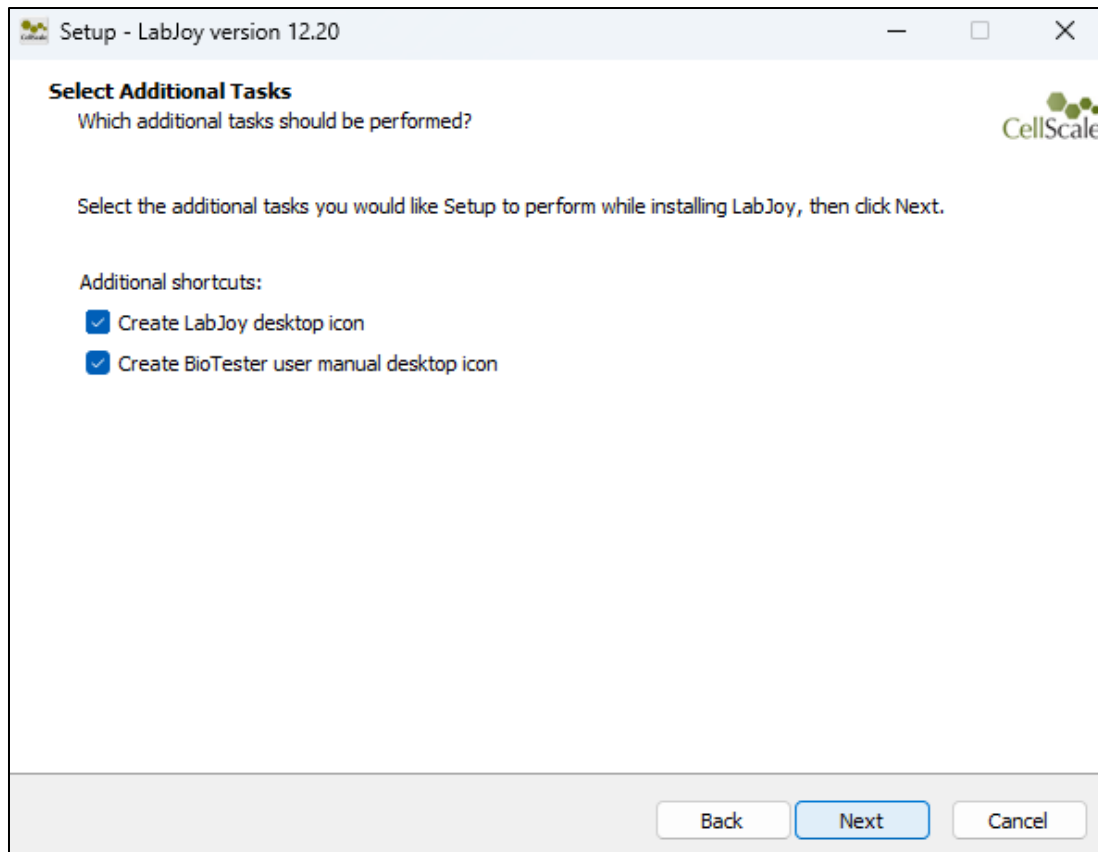 Setup - LabJoy version 12.20
Select Additional Tasks
Which additional tasks should be performed?
CellScale
Select the additional tasks you would like Setup to perform while installing LabJoy, then click Next.
Additional shortcuts:
Create LabJoy desktop icon
Create BioTester user manual desktop icon
Back
Next
Cancel